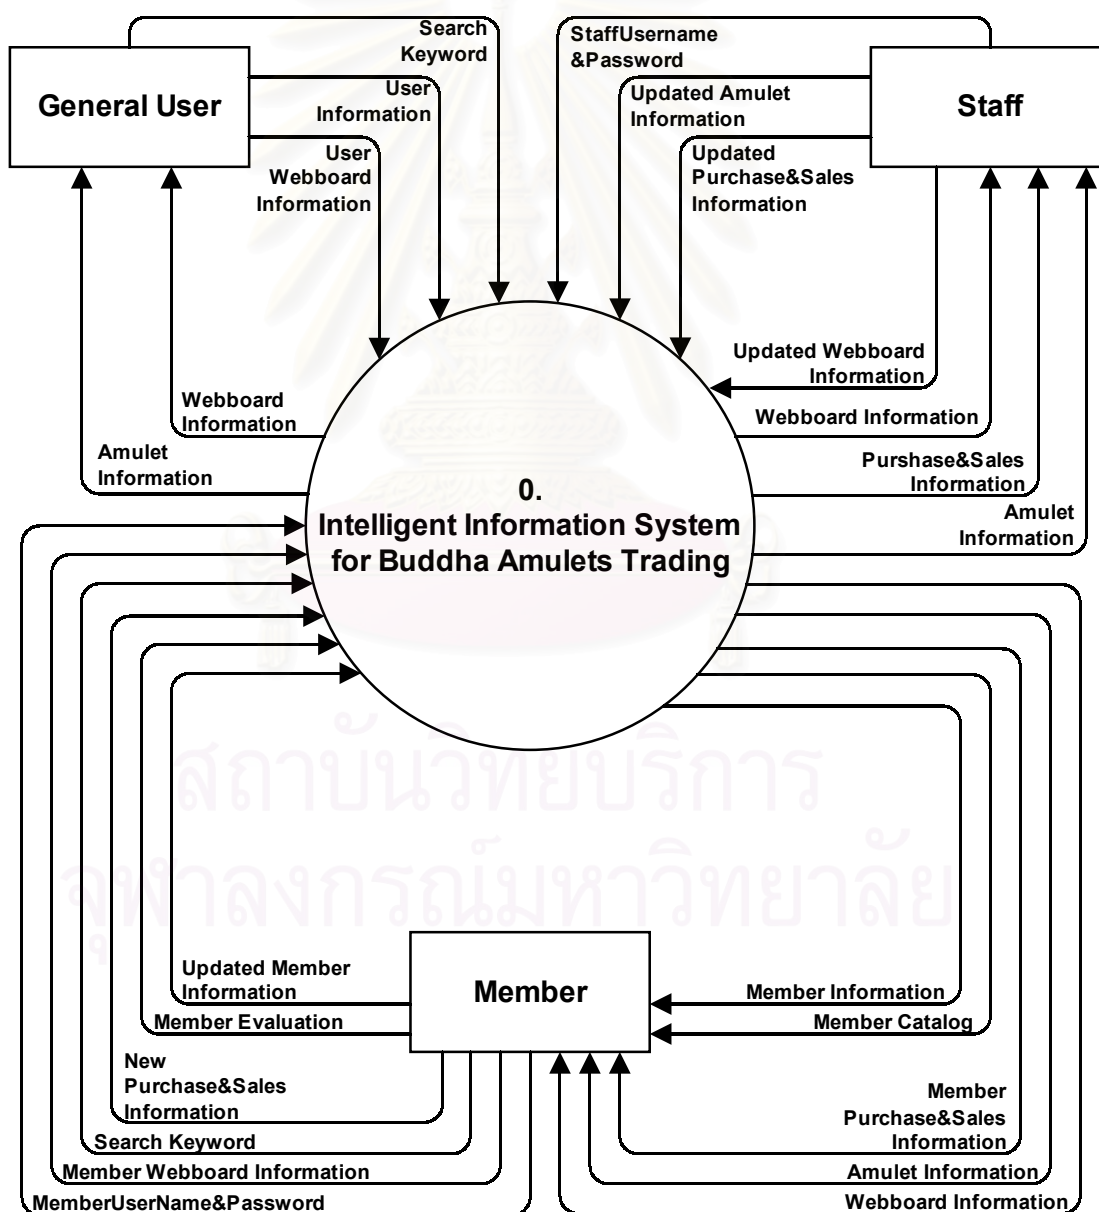 Search
Keyword
User
Information
User
Webboard
Information
General User
StaffUsername
&Password
Updated Amulet
Information
Updated
Purchase&Sales
Information
Staff
Webboard
Information
Amulet
Information
Updated Webboard
Information
Webboard Information
Purshase&Sales
Information
Amulet
Information
0.
Intelligent Information System
for Buddha Amulets Trading
สถาบันวิทยบริการ
จุฬาลงกรณ์มหาวิทยาลัย
Member
Updated Member
Information
Member Evaluation
New
Purchase&Sales
Information
Search Keyword
Member Webboard Information
MemberUserName&Password
Member Information
Member Catalog
Member
Purchase&Sales
Information
Amulet Information
Webboard Information